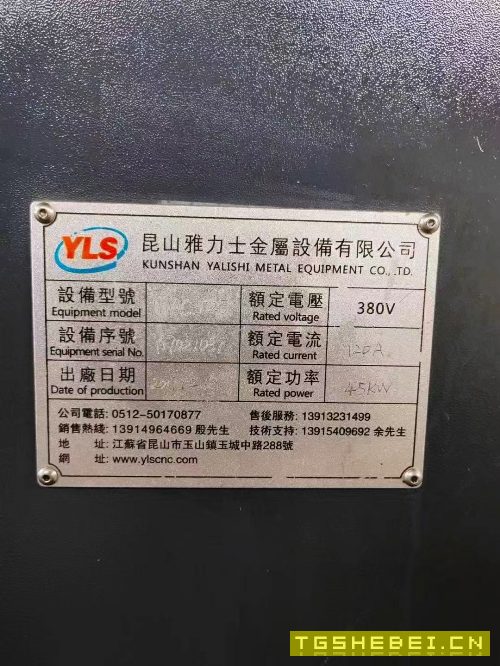 YLS
昆山雅力士金屬設備有限公司
KUNSHAN YALISHI METAL EQUIPMENT CO., .TD.
設備型號
Equipment model
額定電壓
Rated voltage
380V
設備序號
Equipment serial No.
額定電流
Rated current
出廠日期
Date of production
額定功率
Rated power
45KW
公司電話: 0512-50170877
售後服務: 13913231499
銷售熱綫: 13914964669 殷先生
技術支持: 13915409692 余先生
地 址: 江蘇省昆山市玉山鎮玉城中路288號
網 址: www.ylscnc.com
TGSHEBEI.CN